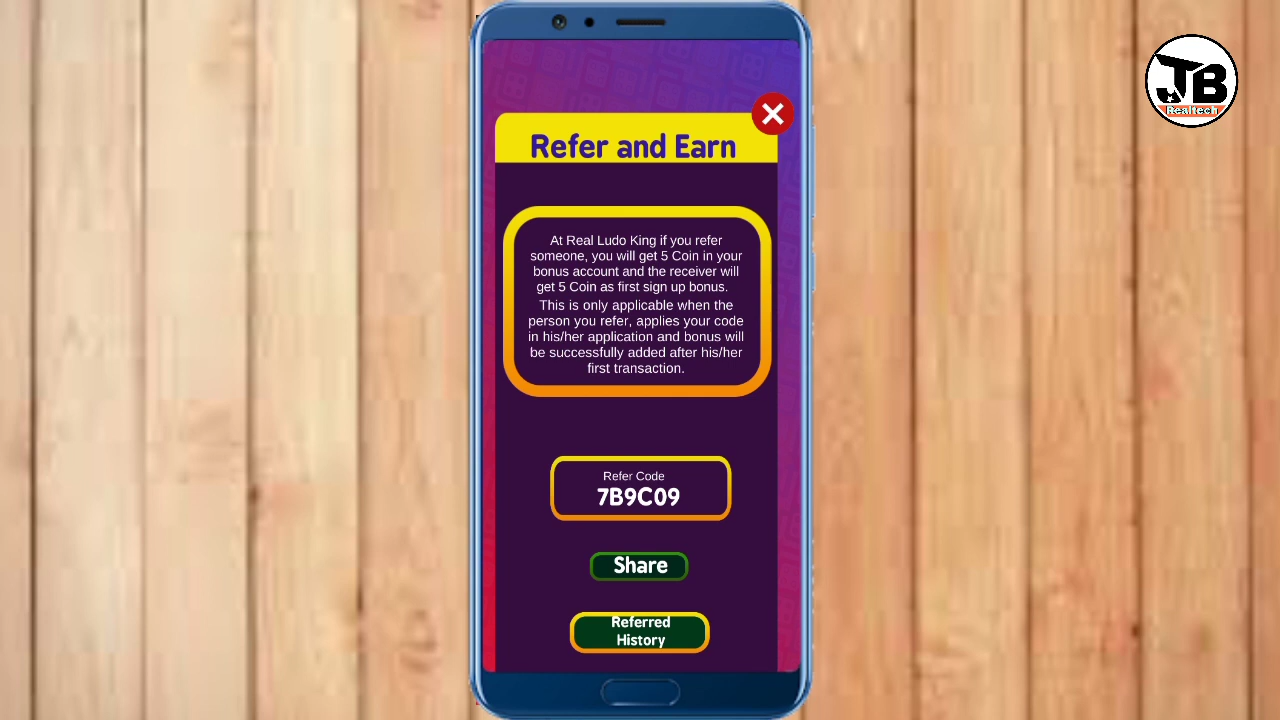 JB
Realtech
Refer and Earn
At Real Ludo King if you refer
someone, you will get 5 Coin in your
bonus account and the receiver will
get 5 Coin as first sign up bonus.
This is only applicable when the
person you refer, applies your code
in his/her application and bonus will
be successfully added after his/her
first transaction.
Refer Code
7B9C09
Share
Referred
History